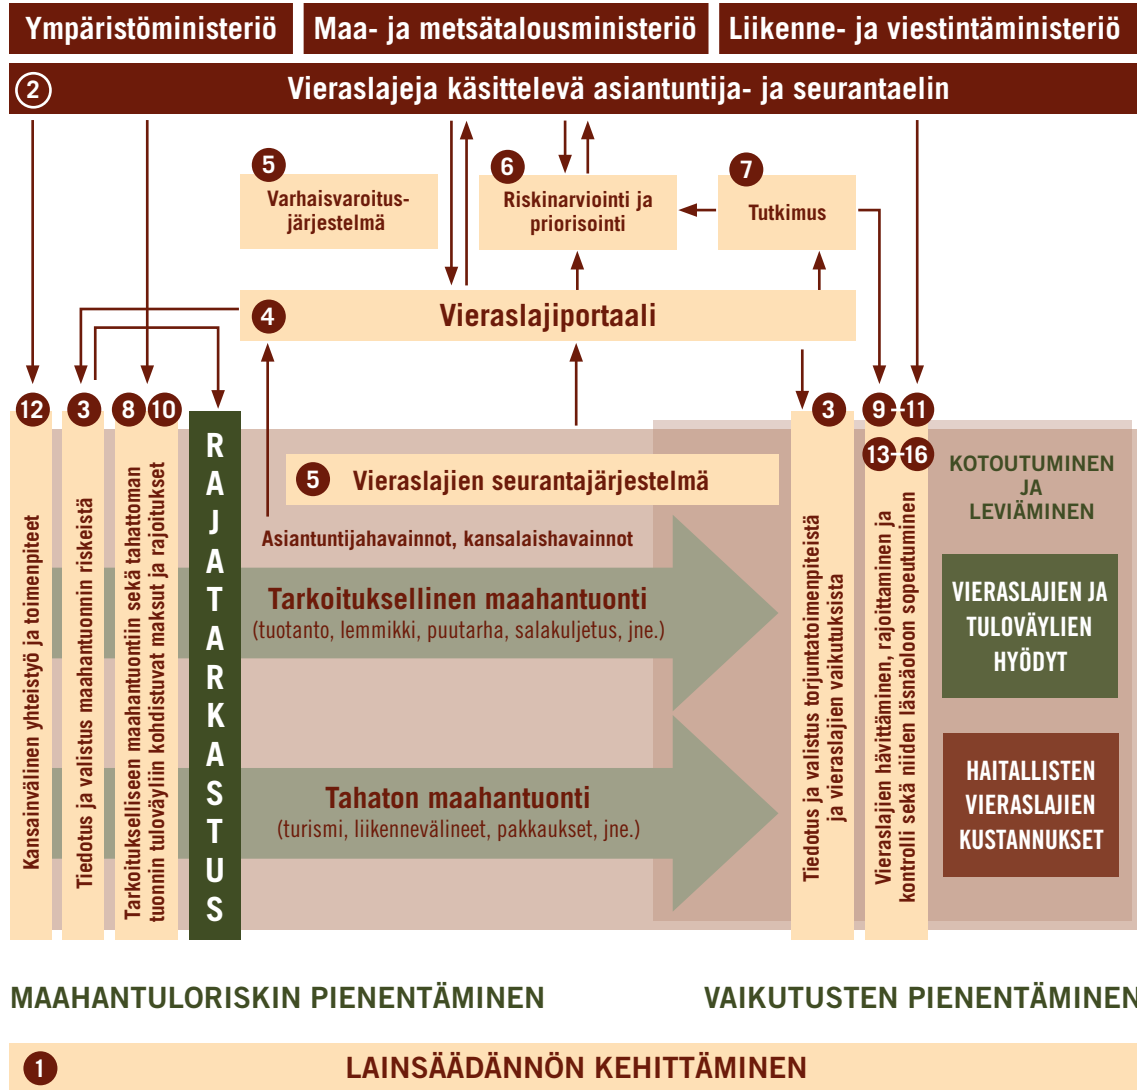 Ympäristöministeriö
Maa- ja metsätalousministeriö
Liikenne- ja viestintäministeriö
2
Vieraslajeja käsittelevä asiantuntija- ja seurantaelin
5
Varhaisvaroitus-
järjestelmä
6
Riskinarviointi ja
priorisointi
7
Tutkimus
4
Vieraslajiportaali
12
Kansainvälinen yhteistyö ja toimenpiteet
3
Tiedotus ja valistus maahantuonnin riskeistä
8 10
Tarkoitukselliseen maahantuontiin sekä tahattoman
tuonnin tuloväyliin kohdistuvat maksut ja rajoitukset
RAJATARKASTUS
5
Vieraslajien seurantajärjestelmä
Asiantuntijahavainnot, kansalaishavainnot
Tarkoituksellinen maahantuonti
(tuotanto, lemmikki, puutarha, salakuljetus, jne.)
Tahaton maahantuonti
(turismi, liikennevälineet, pakkaukset, jne.)
3
Tiedotus ja valistus torjuntatoimenpiteistä
ja vieraslajien vaikutuksista
9–11
13–16
Vieraslajien hävittäminen, rajoittaminen ja
kontrolli sekä niiden läsnäoloon sopeutuminen
KOTOUTUMINEN
JA
LEVIÄMINEN
VIERASLAJIEN JA
TULOVÄYLIEN
HYÖDYT
HAITALLISTEN
VIERASLAJIEN
KUSTANNUKSET
MAAHANTULORISKIN PIENENTÄMINEN
VAIKUTUSTEN PIENENTÄMINEN
1
LAINSÄÄDÄNNÖN KEHITTÄMINEN